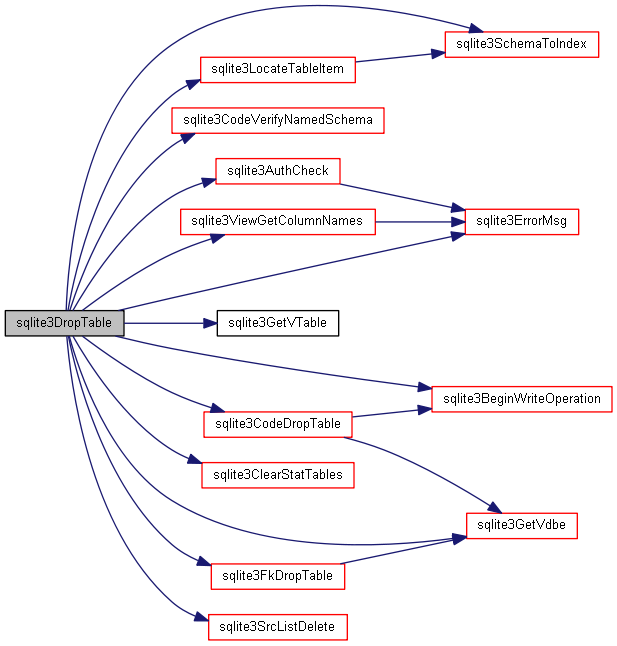 sqlite3SchemaToIndex
sqlite3LocateTableItem
sqlite3CodeVerifyNamedSchema
sqlite3AuthCheck
sqlite3ViewGetColumnNames
sqlite3ErrorMsg
sqlite3DropTable
sqlite3GetVTable
sqlite3BeginWriteOperation
sqlite3CodeDropTable
sqlite3ClearStatTables
sqlite3GetVdbe
sqlite3FkDropTable
sqlite3SrcListDelete